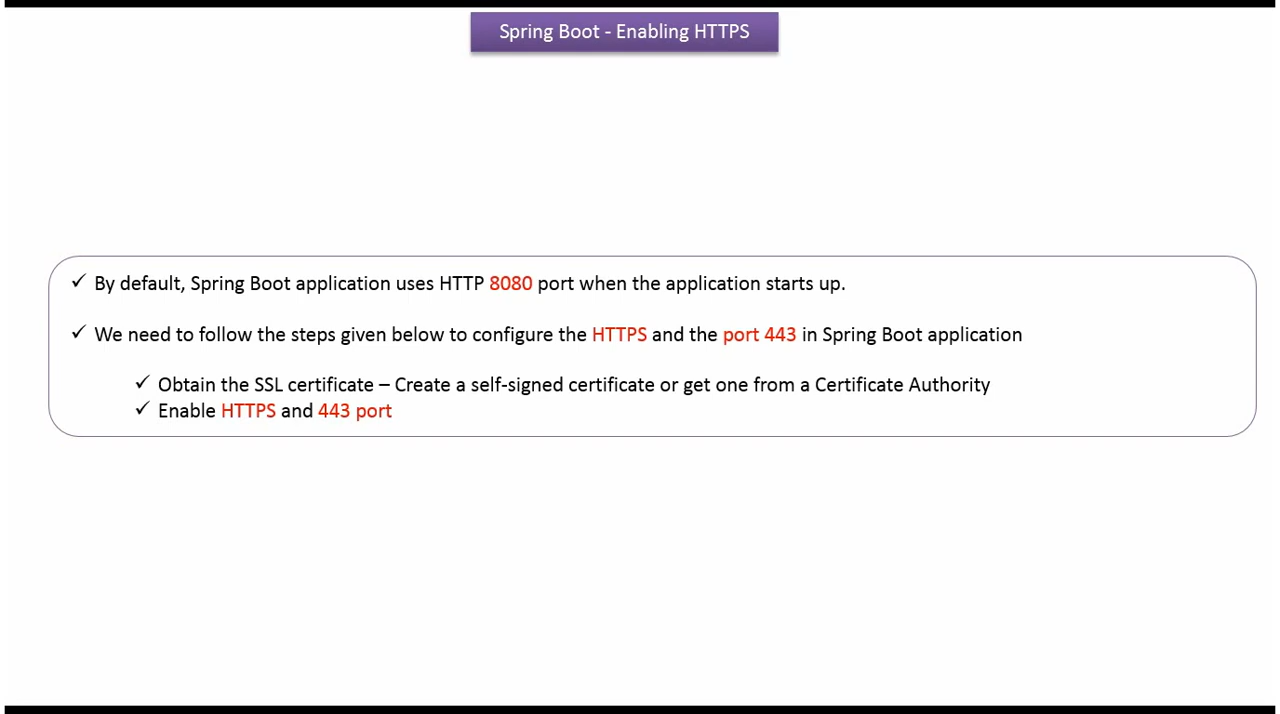 Spring Boot - Enabling HTTPS
✓ By default, Spring Boot application uses HTTP 8080 port when the application starts up.
✓ We need to follow the steps given below to configure the HTTPS and the port 443 in Spring Boot application
✓ Obtain the SSL certificate – Create a self-signed certificate or get one from a Certificate Authority
✓ Enable HTTPS and 443 port